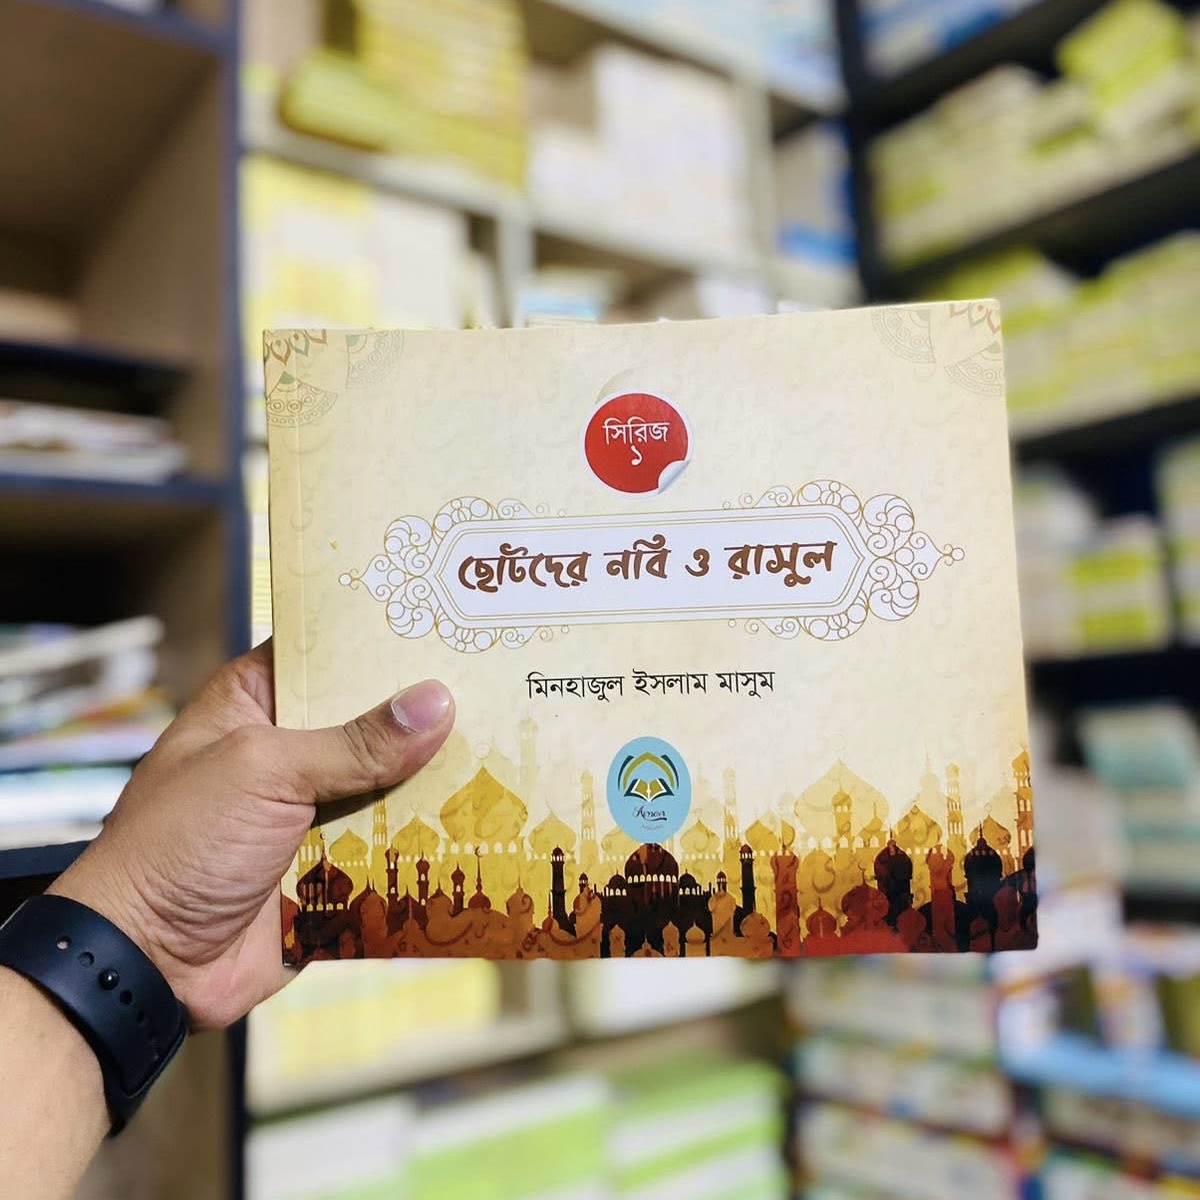 সিরিজ
১
ছোটদের নবি ও রাসুল
মিনহাজুল ইসলাম মাসুম